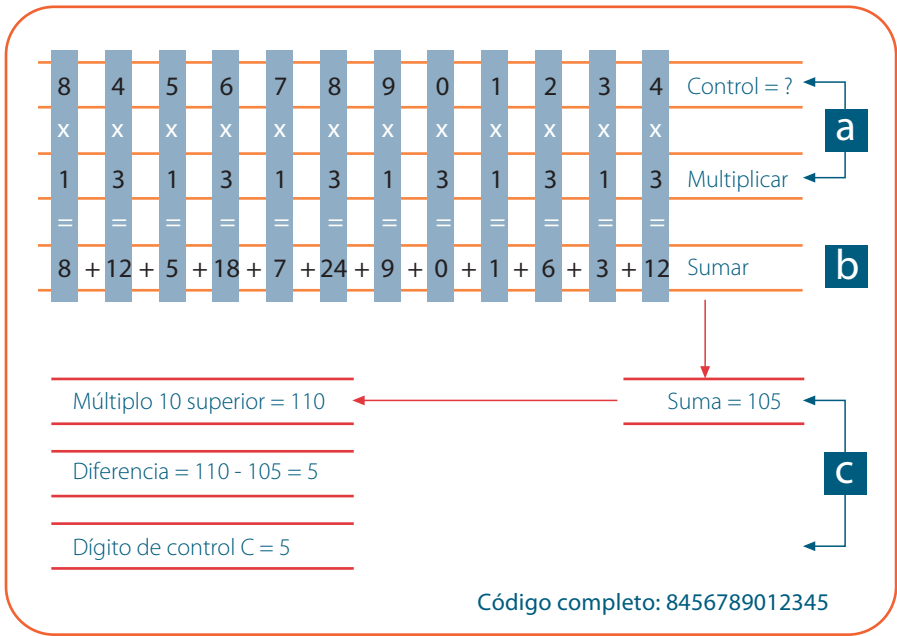 8 4 5 6 7 8 9 0 1 2 3 4 Control = ?
a
x x x x x x x x x x x x
1 3 1 3 1 3 1 3 1 3 1 3 Multiplicar
= = = = = = = = = = = =
8 + 12 + 5 + 18 + 7 + 24 + 9 + 0 + 1 + 6 + 3 + 12 Sumar
b
Múltiplo 10 superior = 110
Suma = 105
c
Diferencia = 110 - 105 = 5
Dígito de control C = 5
Código completo: 8456789012345